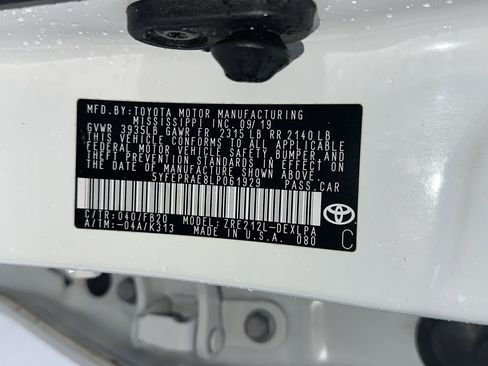 MFD.BY:TOYOTA MOTOR MANUFACTURING
MISSISSIPPI INC. 09/19
GVWR 3935LB GAWR FR 2315 LB RR 2140 LB
THIS VEHICLE CONFORMS TO ALL APPLICABLE
FEDERAL MOTOR VEHICLE SAFETY, BUMPER, AND
THEFT PREVENTION STANDARDS IN EFFECT ON THE
DATE OF MANUFACTURE SHOWN ABOVE.
5YFEPRAE8LP061929 PASS.CAR
C/TR:040/FB20 MODEL:ZRE212L-DEXLPA
A/TM:-04A/K313 MADE IN U.S.A. 080
C